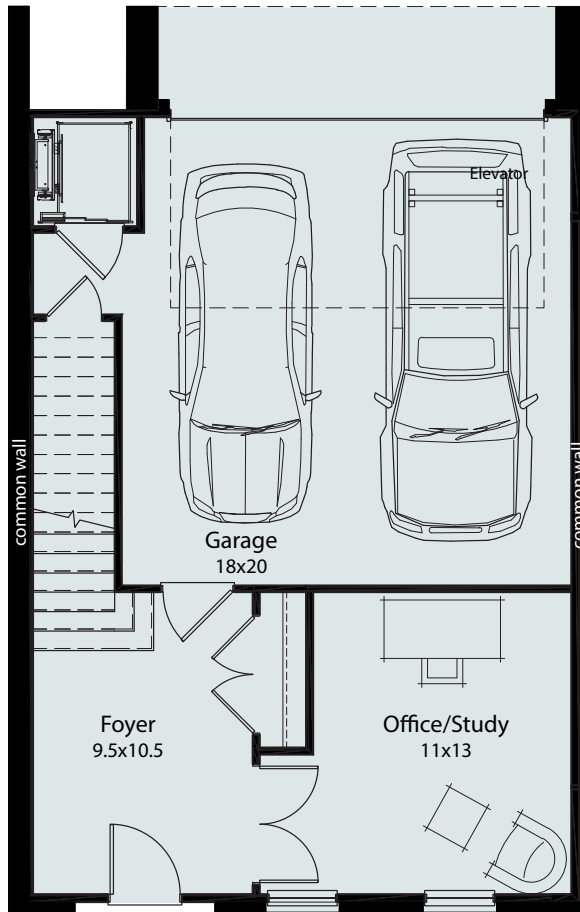 Elevator
common wall
common wall
Garage
18x20
Foyer
9.5x10.5
Office/Study
11x13